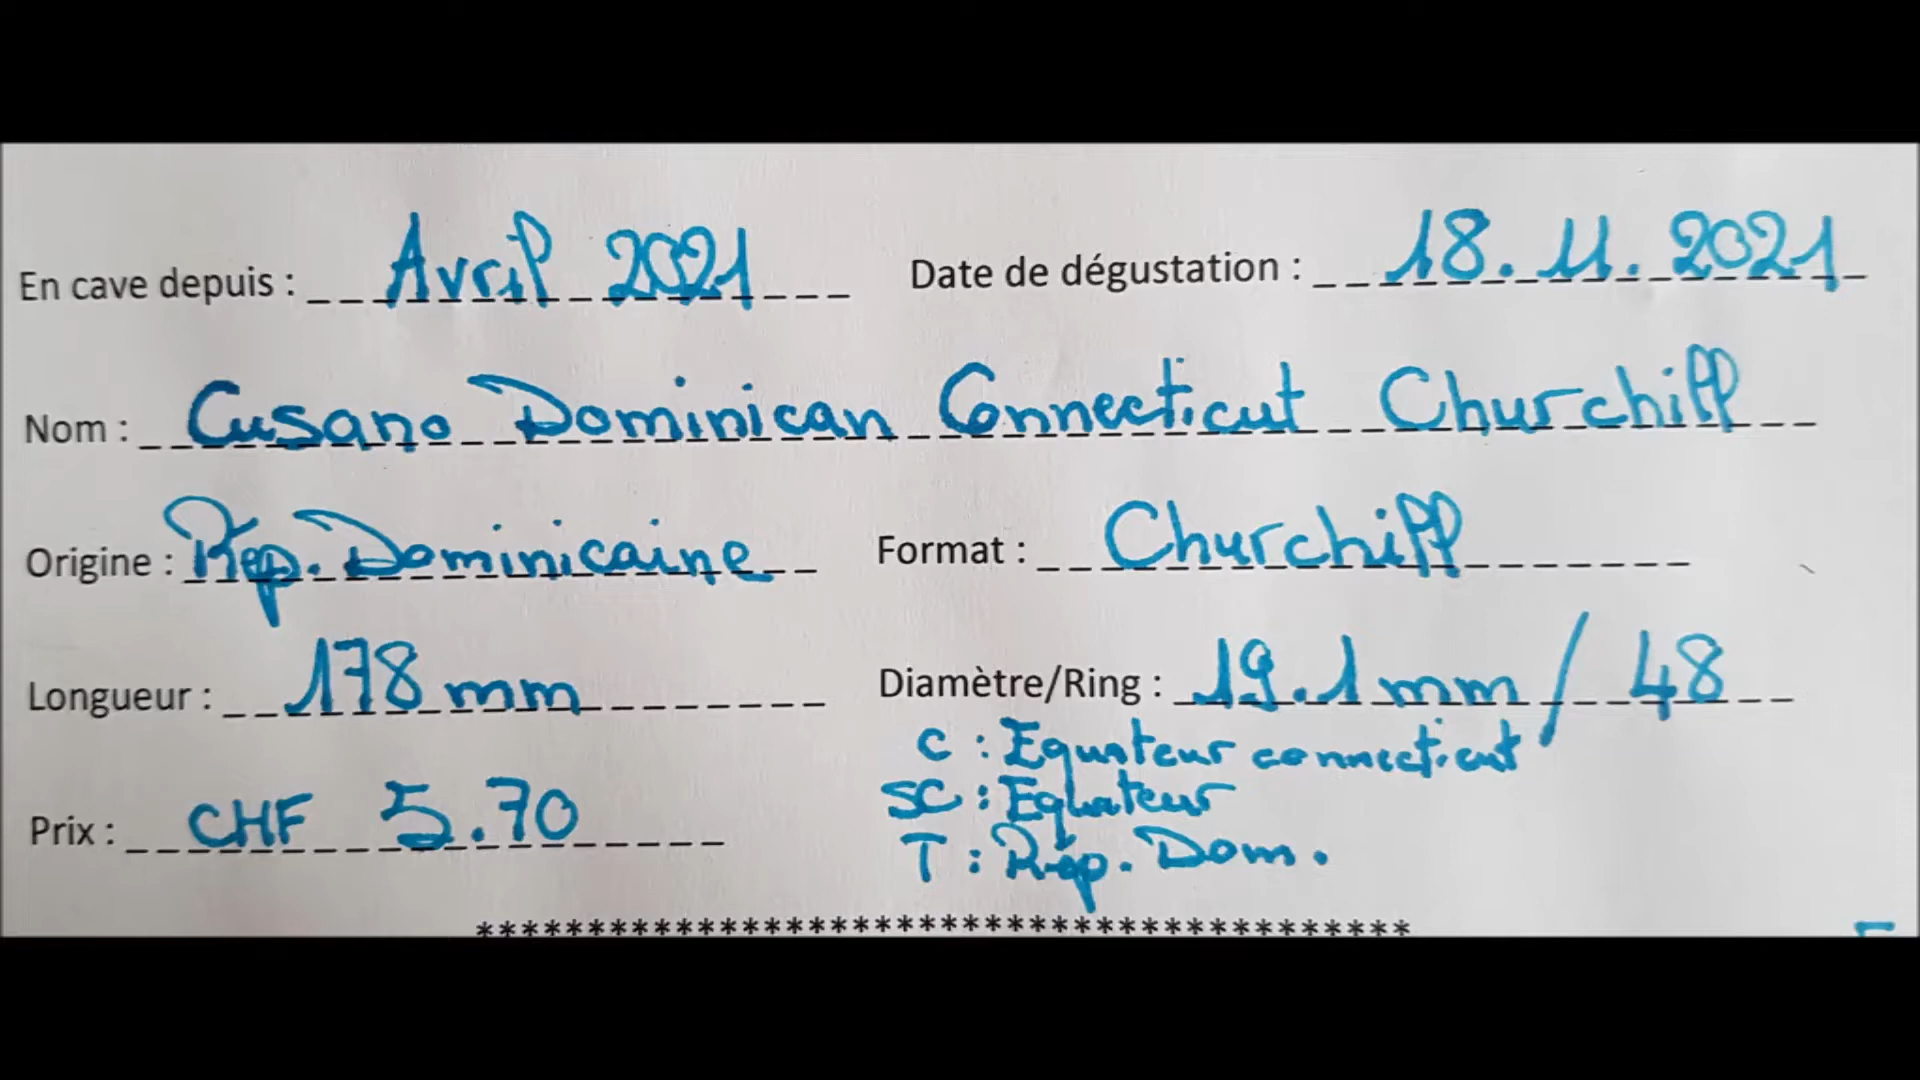 En cave depuis : Avril 2021 Date de dégustation : 18.11.2021
Nom : Cusano Dominican Connecticut Churchill
Origine : Rép. Dominicaine Format : Churchill
Longueur : 178 mm Diamètre/Ring : 19.1 mm / 48
C : Equateur connecticut
SC : Equateur
Prix : CHF 5.70
T : Rép. Dom.
******************************************